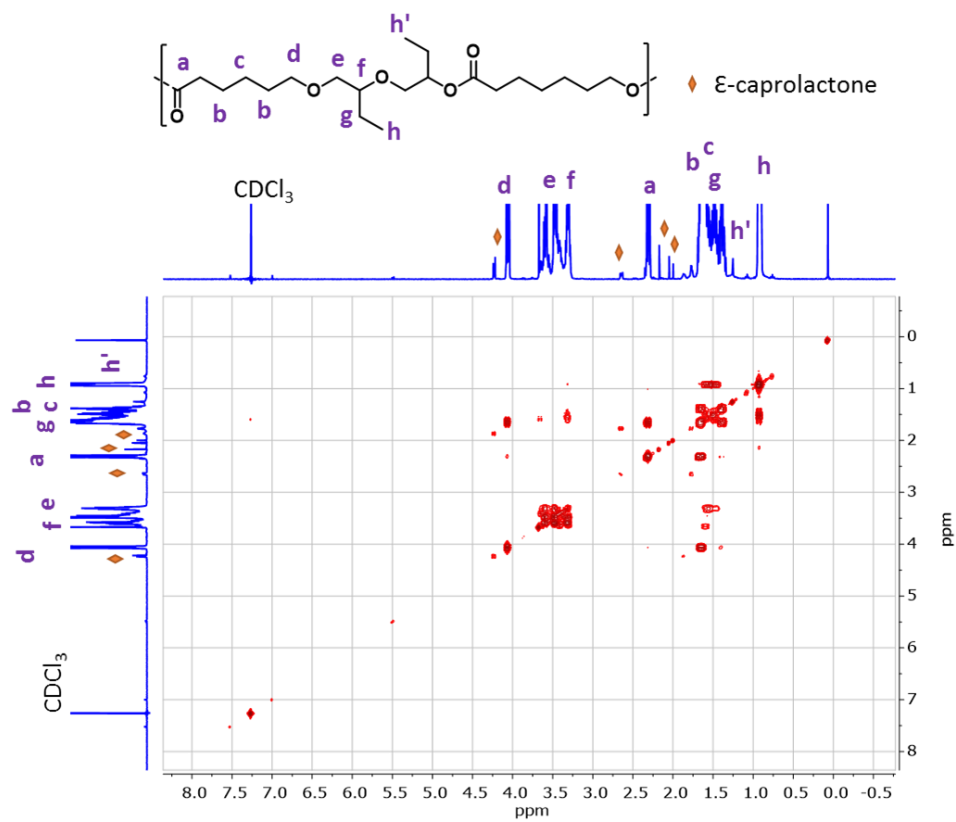 h'
a c d e f O
O O O O
b b g h
Ɛ-caprolactone
CDCl3
d e f a b c g h' h
h'
h
b c
g
a
e
f
d
CDCl3
0
1
2
3
4
5
6
7
8
ppm
8.0 7.5 7.0 6.5 6.0 5.5 5.0 4.5 4.0 3.5 3.0 2.5 2.0 1.5 1.0 0.5 0.0 -0.5
ppm